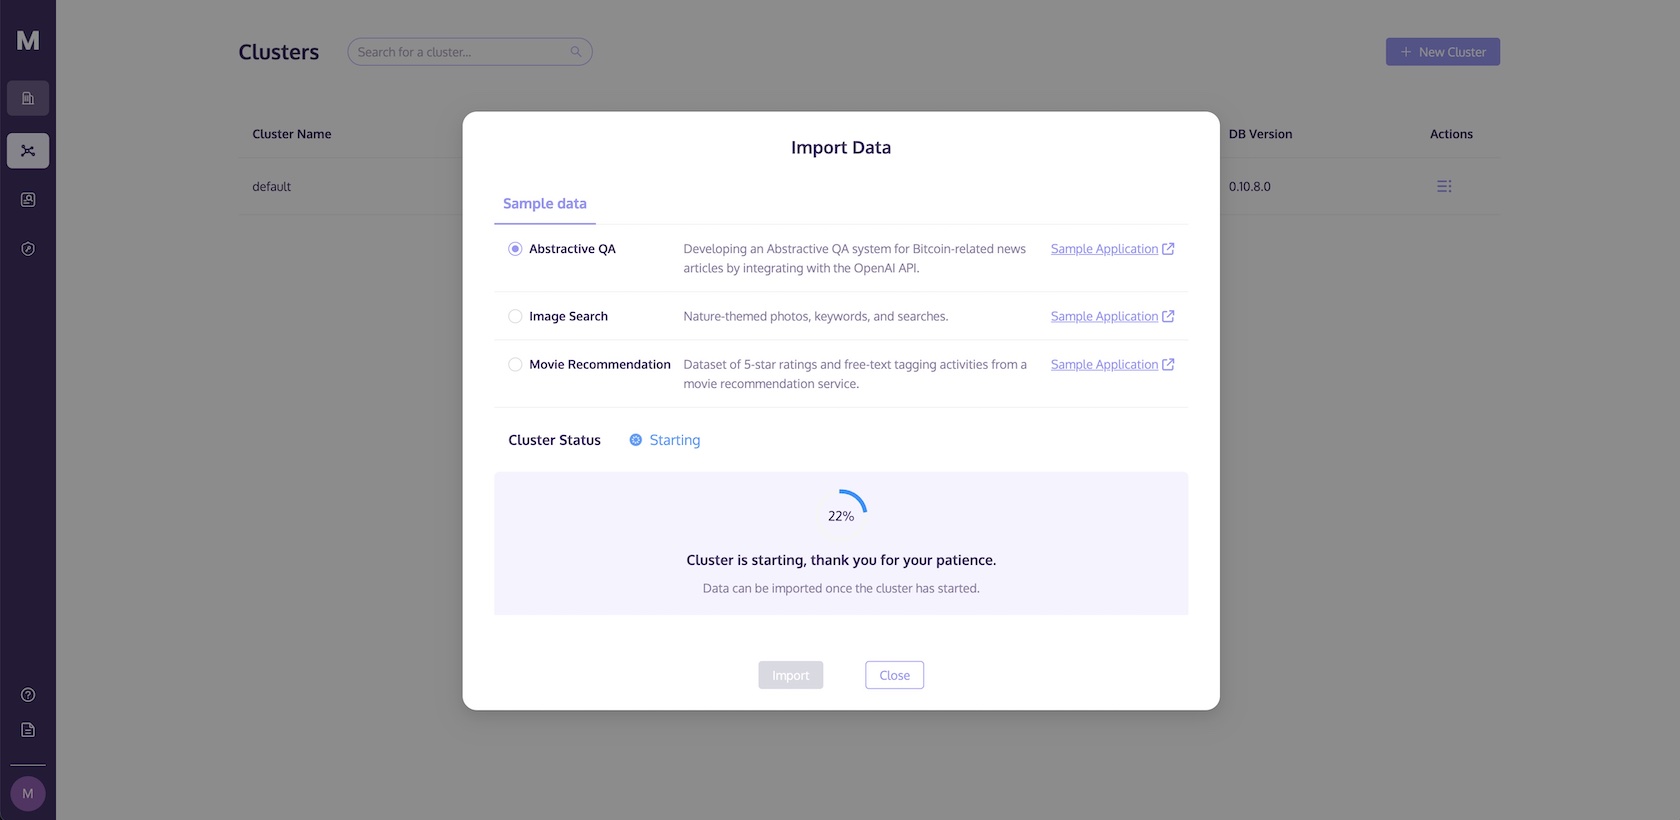 M
Clusters
Search for a cluster...
+ New Cluster
Cluster Name
DB Version
Actions
default
0.10.8.0
Import Data
Sample data
Abstractive QA
Developing an Abstractive QA system for Bitcoin-related news
articles by integrating with the OpenAI API.
Sample Application
Image Search
Nature-themed photos, keywords, and searches.
Sample Application
Movie Recommendation
Dataset of 5-star ratings and free-text tagging activities from a
movie recommendation service.
Sample Application
Cluster Status
Starting
22%
Cluster is starting, thank you for your patience.
Data can be imported once the cluster has started.
Import
Close
M